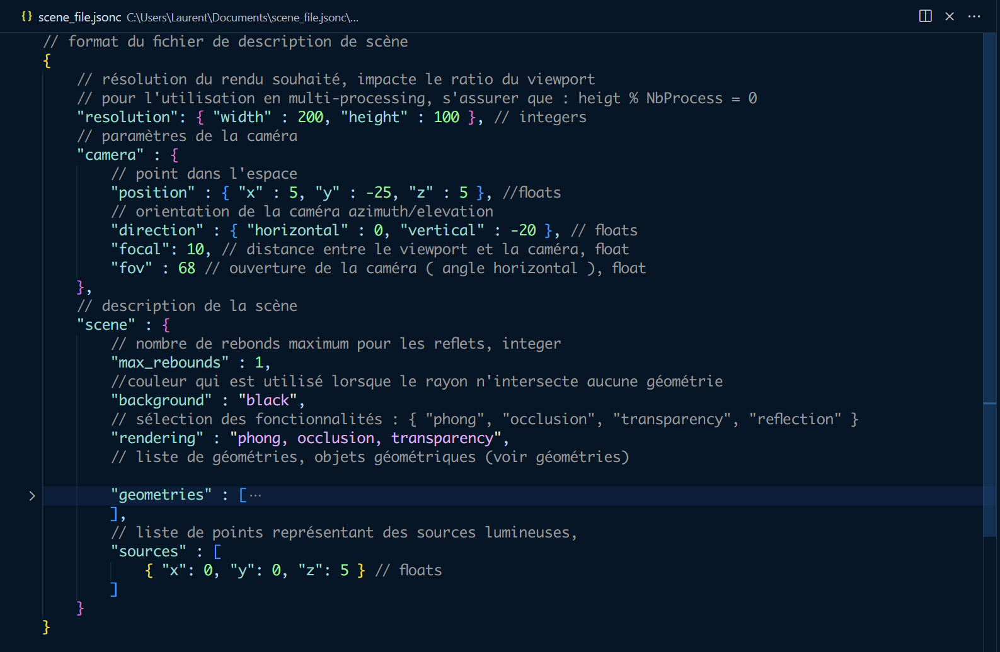 {} scene_file.jsonc C:\Users\Laurent\Documents\scene_file.jsonc\...
// format du fichier de description de scène
{
// résolution du rendu souhaité, impacte le ratio du viewport
// pour l'utilisation en multi-processing, s'assurer que : heigt % NbProcess = 0
"resolution": { "width" : 200, "height" : 100 }, // integers
// paramètres de la caméra
"camera" : {
// point dans l'espace
"position" : { "x" : 5, "y" : -25, "z" : 5 }, //floats
// orientation de la caméra azimuth/elevation
"direction" : { "horizontal" : 0, "vertical" : -20 }, // floats
"focal": 10, // distance entre le viewport et la caméra, float
"fov" : 68 // ouverture de la caméra ( angle horizontal ), float
},
// description de la scène
"scene" : {
// nombre de rebonds maximum pour les reflets, integer
"max_rebounds" : 1,
//couleur qui est utilisé lorsque le rayon n'intersecte aucune géométrie
"background" : "black",
// sélection des fonctionnalités : { "phong", "occlusion", "transparency", "reflection" }
"rendering" : "phong, occlusion, transparency",
// liste de géométries, objets géométriques (voir géométries)
"geometries" : [···
],
// liste de points représentant des sources lumineuses,
"sources" : [
{ "x": 0, "y": 0, "z": 5 } // floats
]
}
}